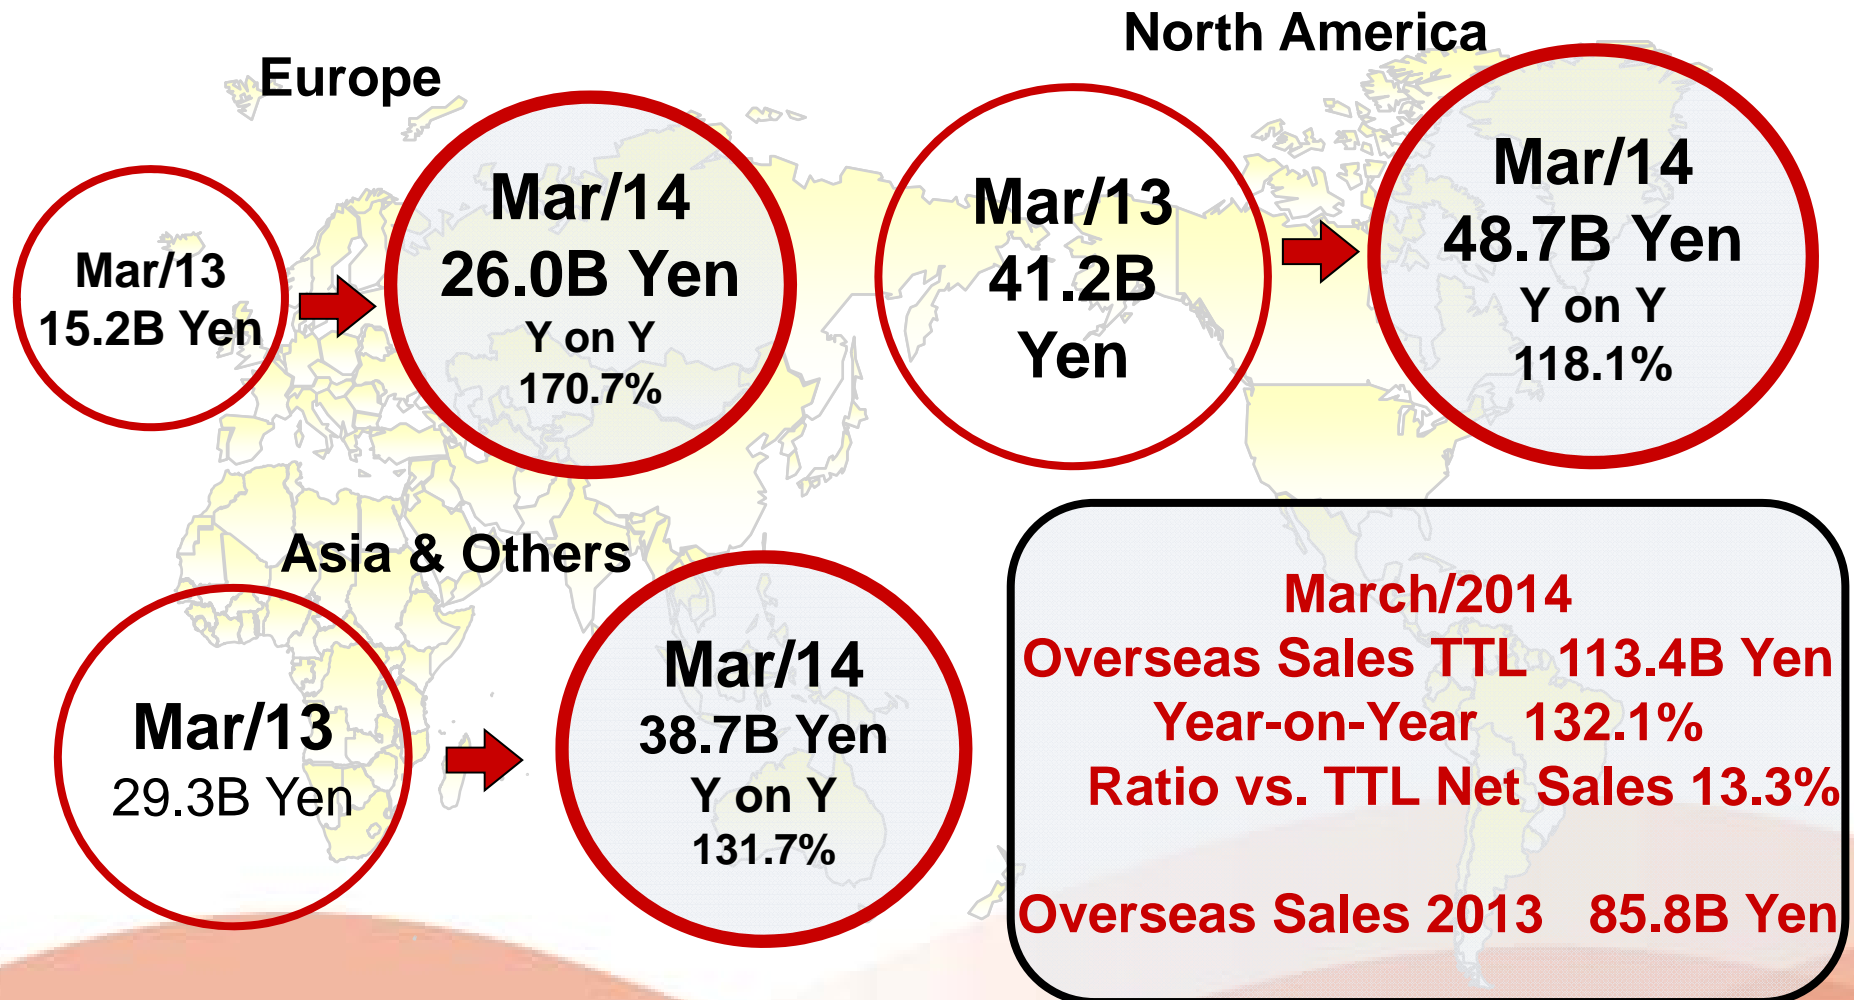 Europe
Mar/13
15.2B Yen
Mar/14
26.0B Yen
Y on Y
170.7%
North America
Mar/13
41.2B
Yen
Mar/14
48.7B Yen
Y on Y
118.1%
Asia & Others
Mar/13
29.3B Yen
Mar/14
38.7B Yen
Y on Y
131.7%
March/2014
Overseas Sales TTL 113.4B Yen
Year-on-Year 132.1%
Ratio vs. TTL Net Sales 13.3%
Overseas Sales 2013 85.8B Yen